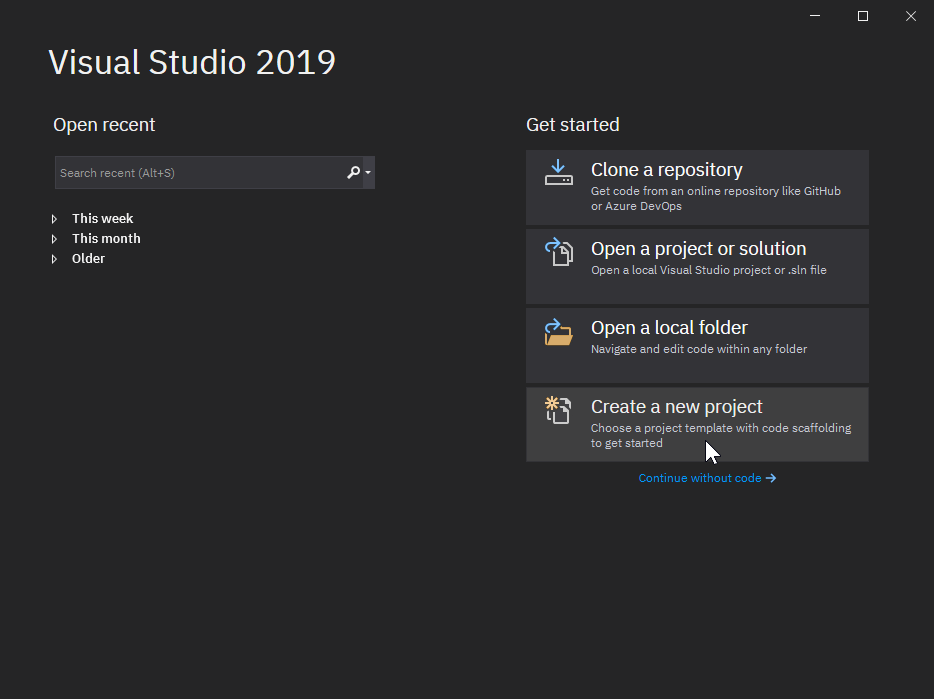 Visual Studio 2019
Open recent
Search recent (Alt+S)
This week
This month
Older
Get started
Clone a repository
Get code from an online repository like GitHub
or Azure DevOps
Open a project or solution
Open a local Visual Studio project or .sln file
Open a local folder
Navigate and edit code within any folder
Create a new project
Choose a project template with code scaffolding
to get started
Continue without code